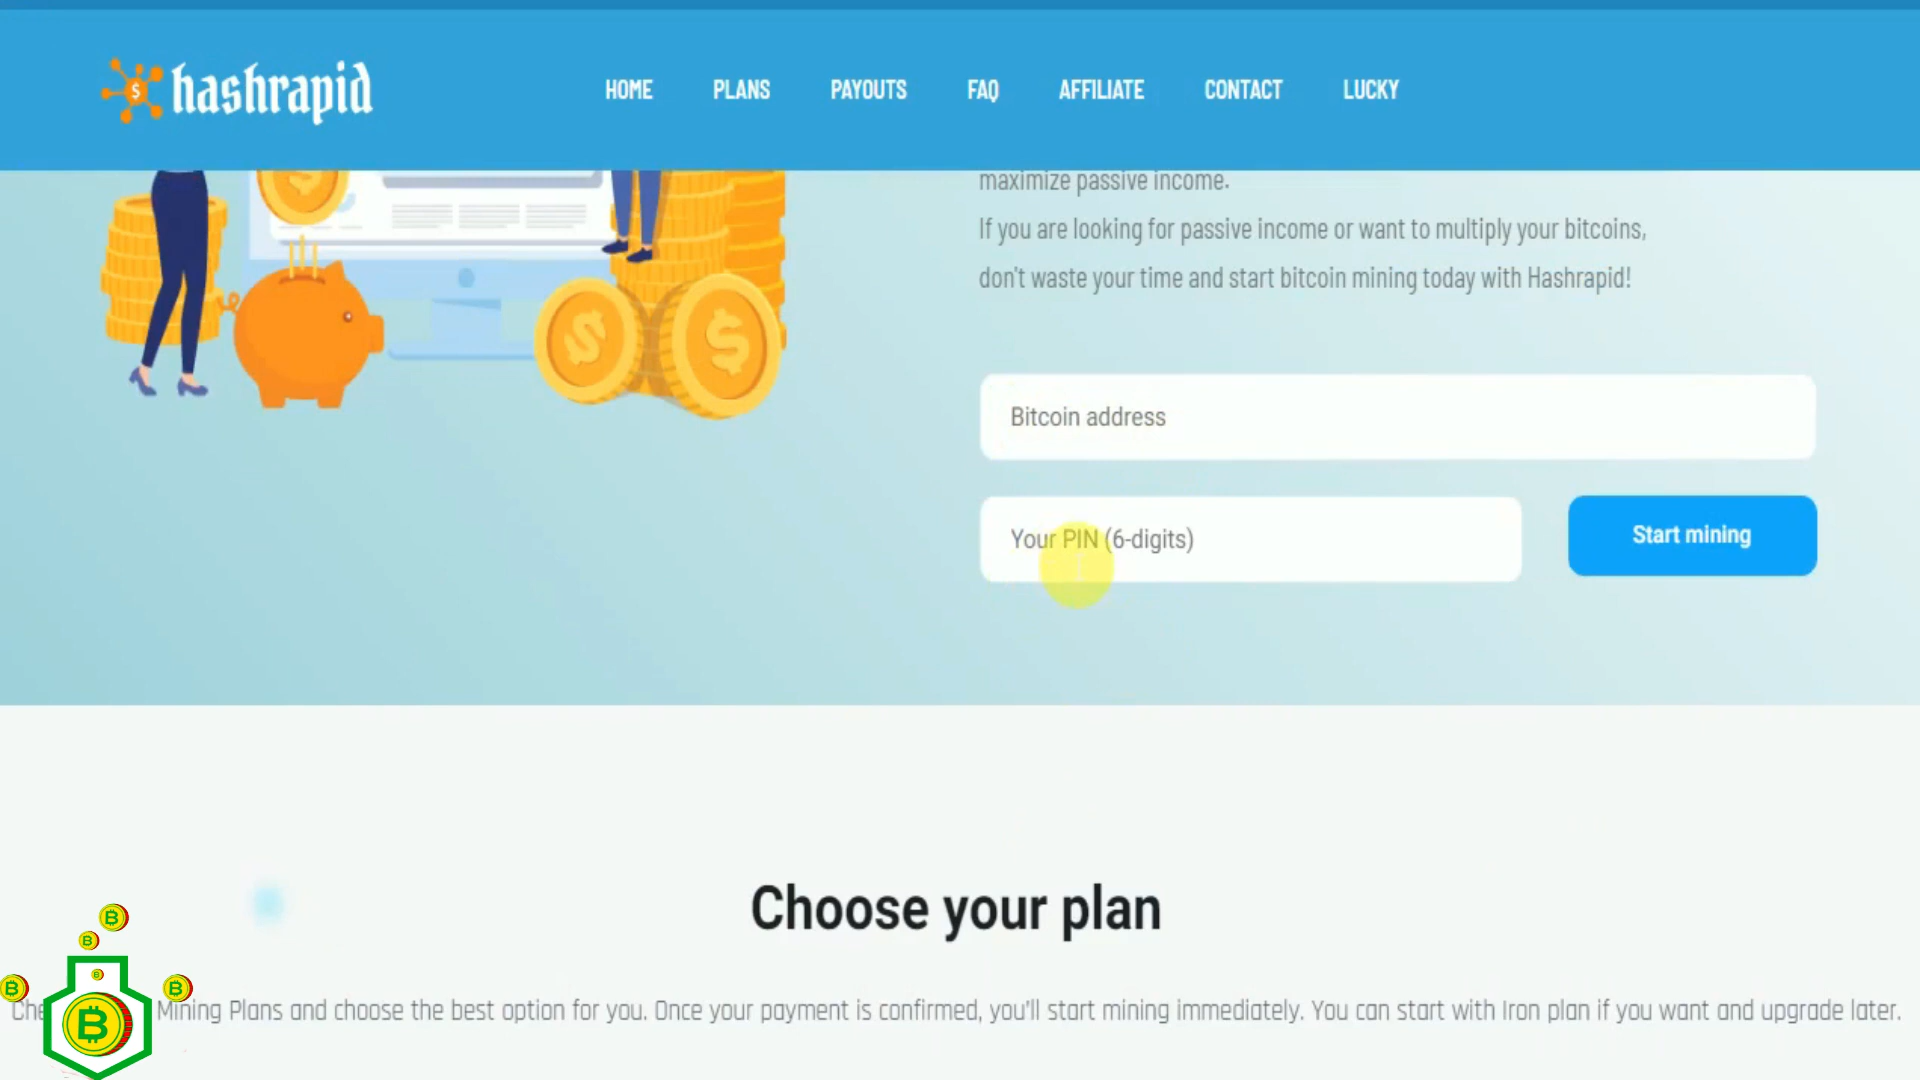 hashrapid
HOME PLANS PAYOUTS FAQ AFFILIATE CONTACT LUCKY
maximize passive income.
If you are looking for passive income or want to multiply your bitcoins,
don't waste your time and start bitcoin mining today with Hashrapid!
Bitcoin address
Your PIN (6-digits)
Start mining
Choose your plan
Mining Plans and choose the best option for you. Once your payment is confirmed, you'll start mining immediately. You can start with Iron plan if you want and upgrade later.